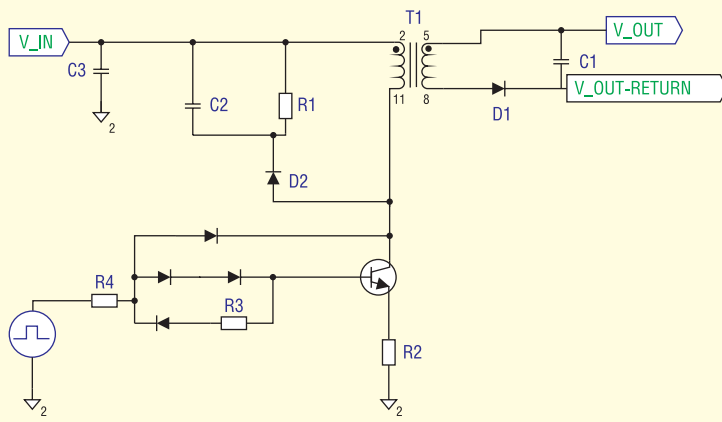 T1
V_IN
2
5
V_OUT
C3
C2
R1
C1
11
8
V_OUT-RETURN
D1
2
D2
R4
R3
R2
2
2